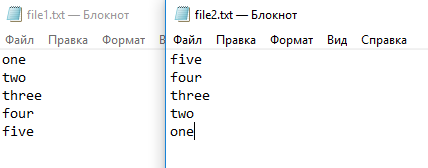 file1.txt — Блокнот
Файл Правка Формат В
one
two
three
four
five
file2.txt — Блокнот
Файл Правка Формат Вид Справка
five
four
three
two
one